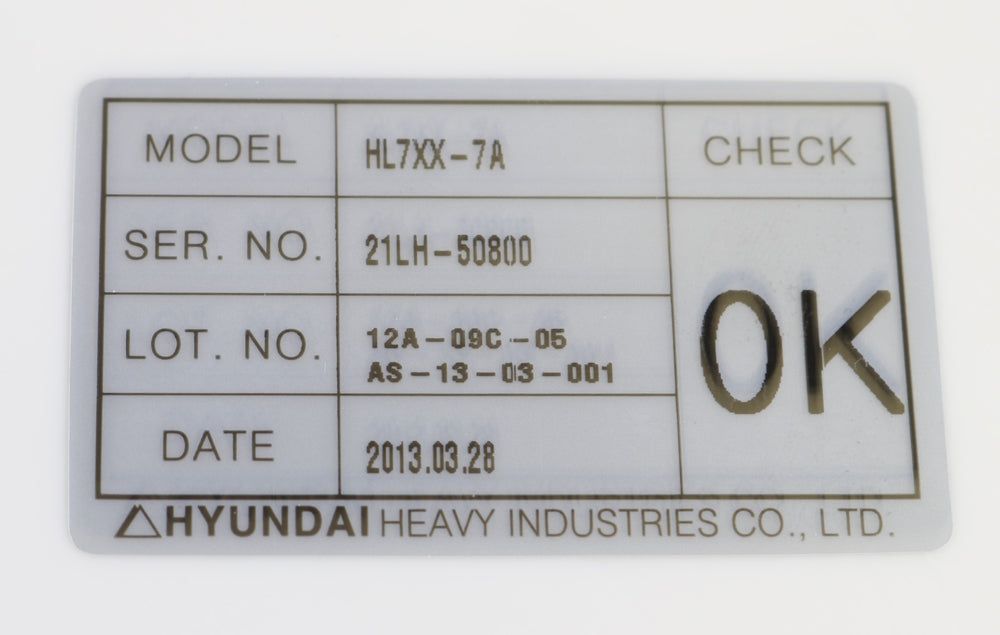 MODEL HL7XX-7A CHECK
SER. NO. 21LH-50800
OK
LOT. NO. 12A-09C-05
AS-13-03-001
DATE 2013.03.28
HYUNDAI HEAVY INDUSTRIES CO., LTD.